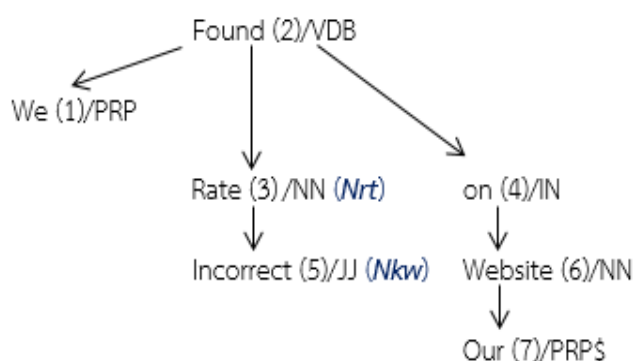 Found (2)/VDB
We (1)/PRP
Rate (3)/NN (Nrt) on (4)/IN
Incorrect (5)/JJ (Nkw) Website (6)/NN
Our (7)/PRP$